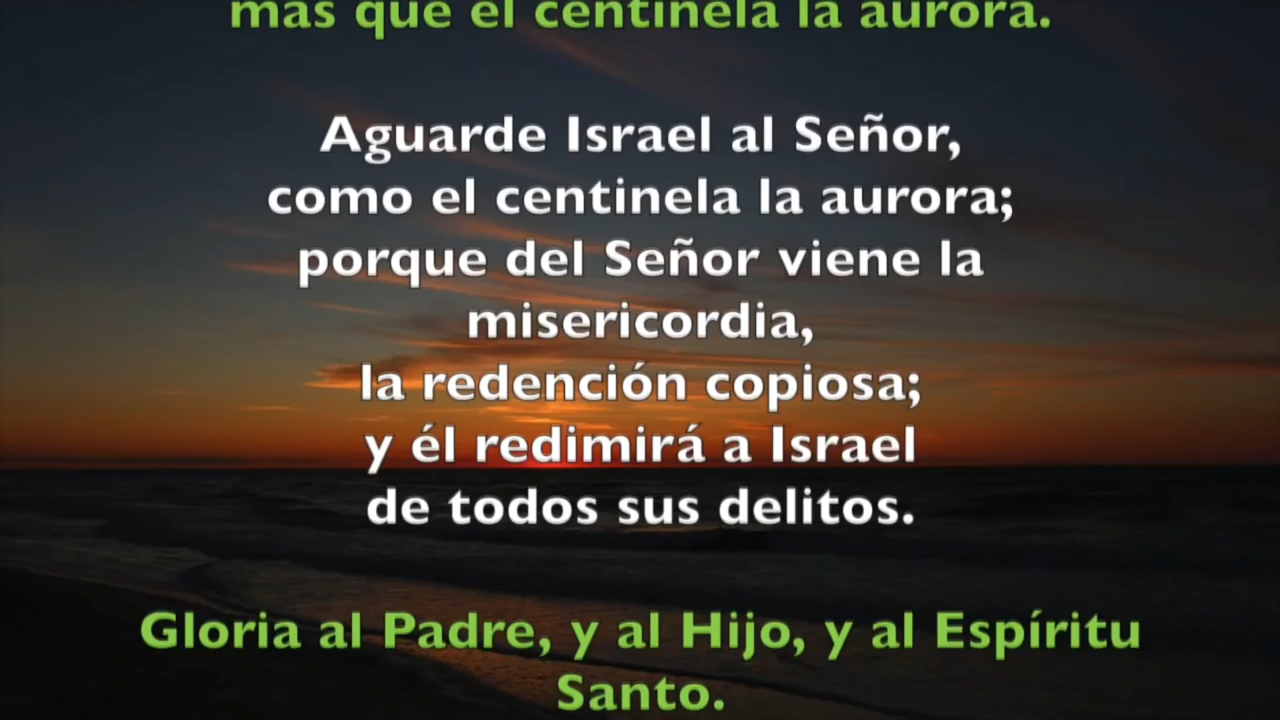 más que el centinela la aurora.
Aguarde Israel al Señor,
como el centinela la aurora;
porque del Señor viene la
misericordia,
la redención copiosa;
y él redimirá a Israel
de todos sus delitos.
Gloria al Padre, y al Hijo, y al Espíritu
Santo.